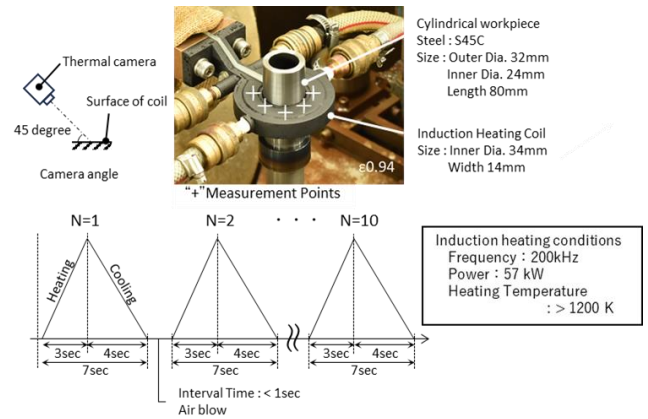 Thermal camera
Surface of coil
45 degree
Camera angle
ε0.94
"+"Measurement Points
Cylindrical workpiece
Steel : S45C
Size : Outer Dia. 32mm
Inner Dia. 24mm
Length 80mm
Induction Heating Coil
Size : Inner Dia. 34mm
Width 14mm
N=1
N=2
・・・
N=10
Heating
Cooling
3sec
4sec
7sec
3sec
4sec
7sec
3sec
4sec
7sec
Interval Time : < 1sec
Air blow
Induction heating conditions
Frequency：200kHz
Power：57 kW
Heating Temperature
: > 1200 K